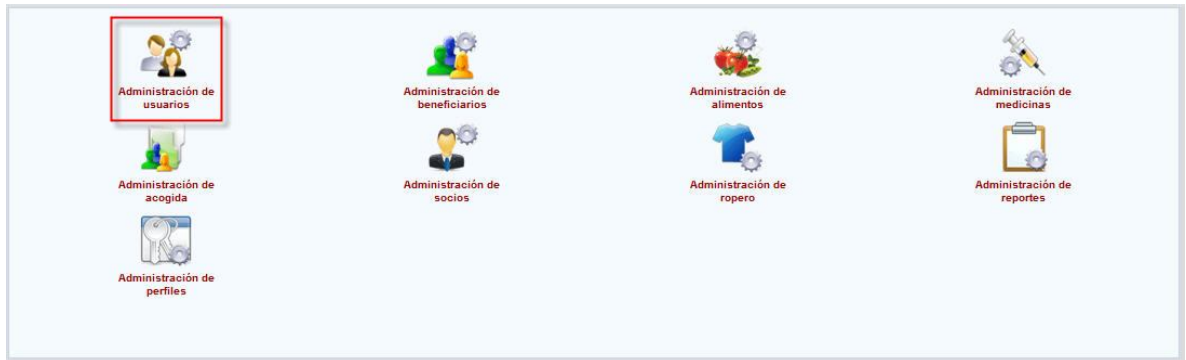 Administración de
usuarios
Administración de
beneficiarios
Administración de
alimentos
Administración de
medicinas
Administración de
acogida
Administración de
socios
Administración de
ropero
Administración de
reportes
Administración de
perfiles